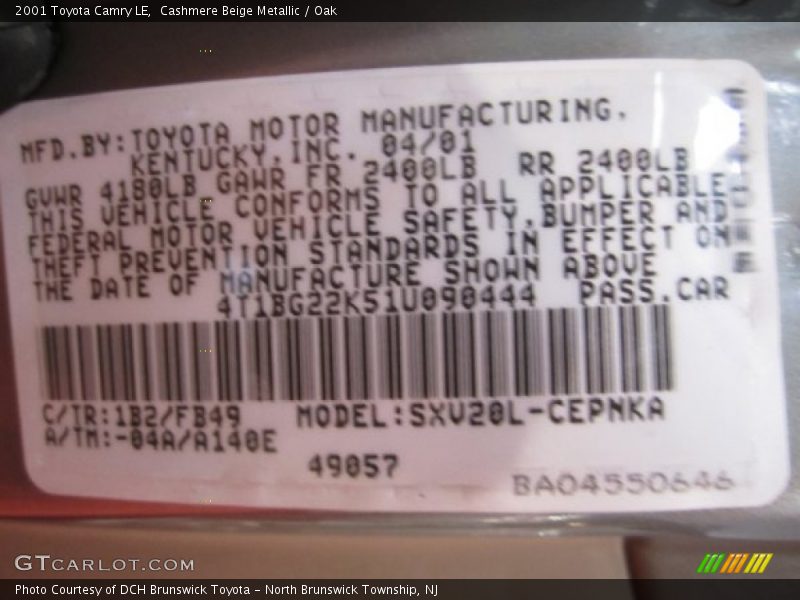 2001 Toyota Camry LE,  Cashmere Beige Metallic / Oak
MFD.BY:TOYOTA MOTOR MANUFACTURING.
KENTUCKY,INC. 04/01
GVWR 4180LB GAWR FR 2400LB RR 2400LB
THIS VEHICLE CONFORMS TO ALL APPLICABLE
FEDERAL MOTOR VEHICLE SAFETY,BUMPER AND
THEFT PREVENTION STANDARDS IN EFFECT ON
THE DATE OF MANUFACTURE SHOWN ABOVE
4T1BG22K51U090444 PASS.CAR
C/TR:1B2/FB49 MODEL:SXV20L-CEPNKA
A/TM:-04A/A140E
49057
BA04550646
GTCARLOT.COM
Photo Courtesy of DCH Brunswick Toyota – North Brunswick Township, NJ